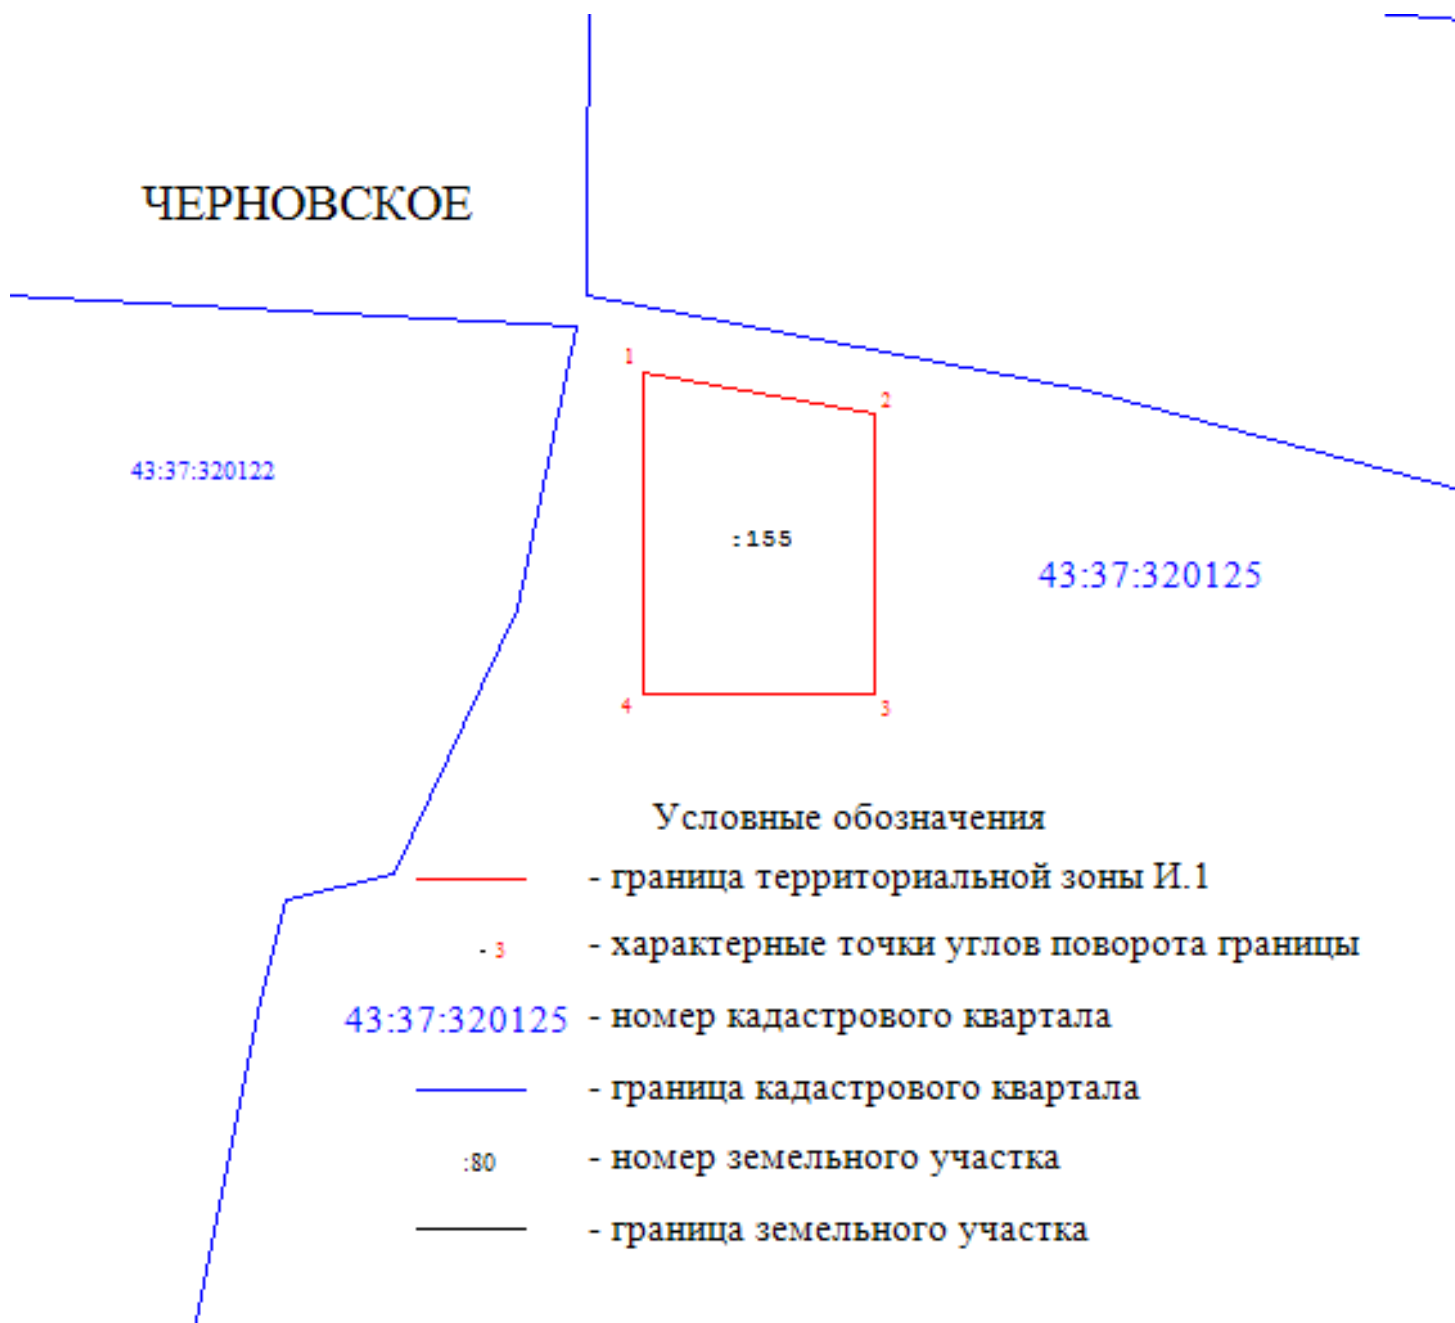 ЧЕРНОВСКОЕ
1
2
43:37:320122
:155
43:37:320125
4
3
Условные обозначения
- граница территориальной зоны И.1
- 3 - характерные точки углов поворота границы
43:37:320125 - номер кадастрового квартала
- граница кадастрового квартала
:80 - номер земельного участка
- граница земельного участка